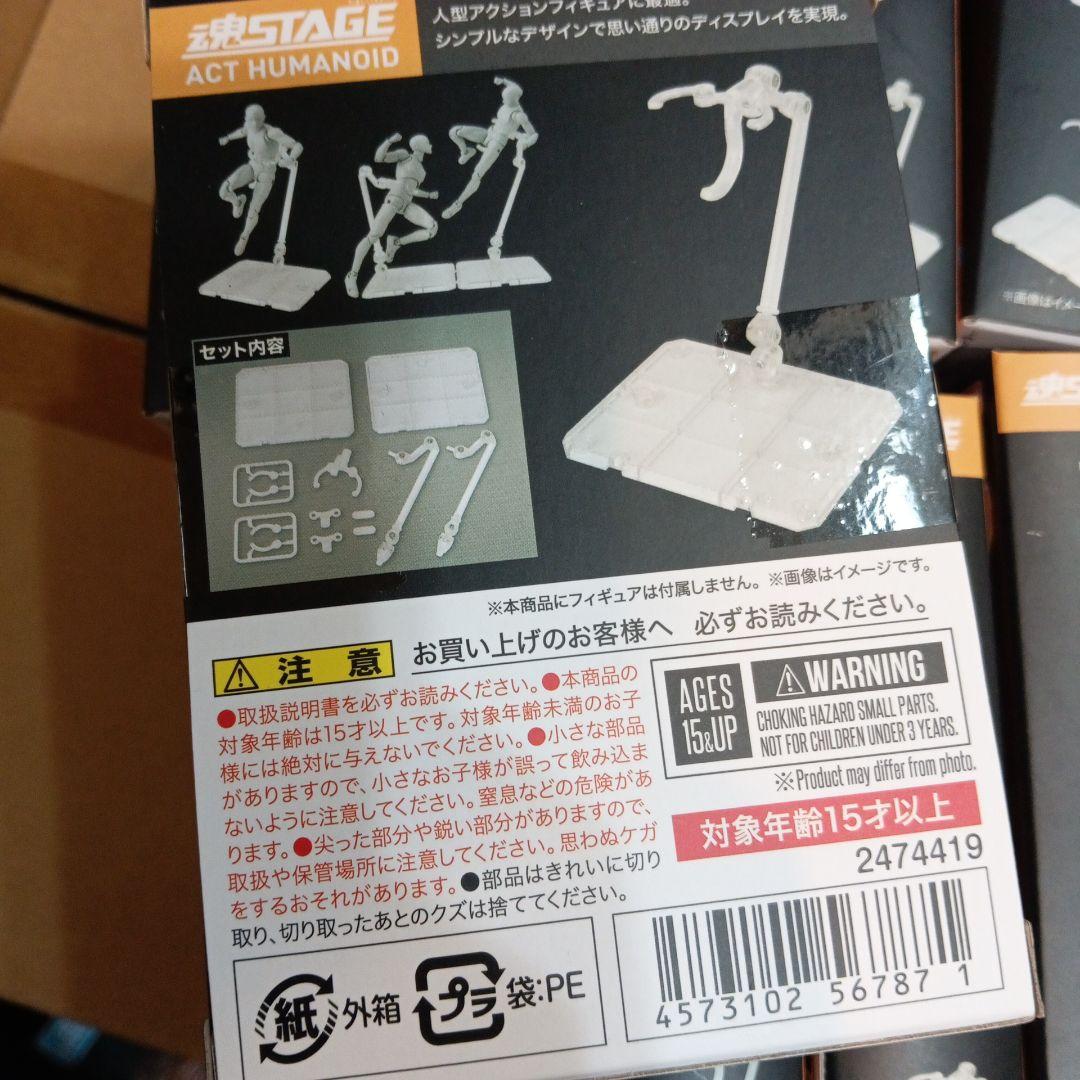 魂STAGE
ACT HUMANOID
人型アクションフィギュアに最適。
シンプルなデザインで思い通りのディスプレイを実現。
セット内容
※本商品にフィギュアは付属しません。※画像はイメージです。
注意
お買い上げのお客様へ 必ずお読みください。
●取扱説明書を必ずお読みください。●本商品の
対象年齢は15才以上です。対象年齢未満のお子
様には絶対に与えないでください。●小さな部品
がありますので、小さなお子様が誤って飲み込ま
ないように注意してください。窒息などの危険があ
ります。●尖った部分や鋭い部分がありますので、
取扱や保管場所に注意してください。思わぬケガ
をするおそれがあります。●部品はきれいに切り
取り、切り取ったあとのクズは捨ててください。
AGES
15&UP
WARNING
CHOKING HAZARD SMALL PARTS.
NOT FOR CHILDREN UNDER 3 YEARS.
※Product may differ from photo.
対象年齢15才以上
2474419
紙 外箱
プラ 袋:PE
4573102 567871
※画像はイメー
魂STAGE